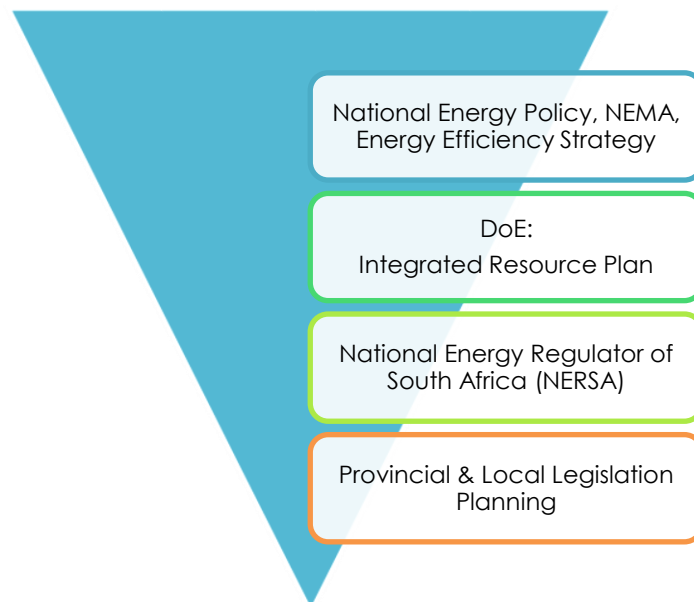 National Energy Policy, NEMA,
Energy Efficiency Strategy
DoE:
Integrated Resource Plan
National Energy Regulator of
South Africa (NERSA)
Provincial & Local Legislation
Planning